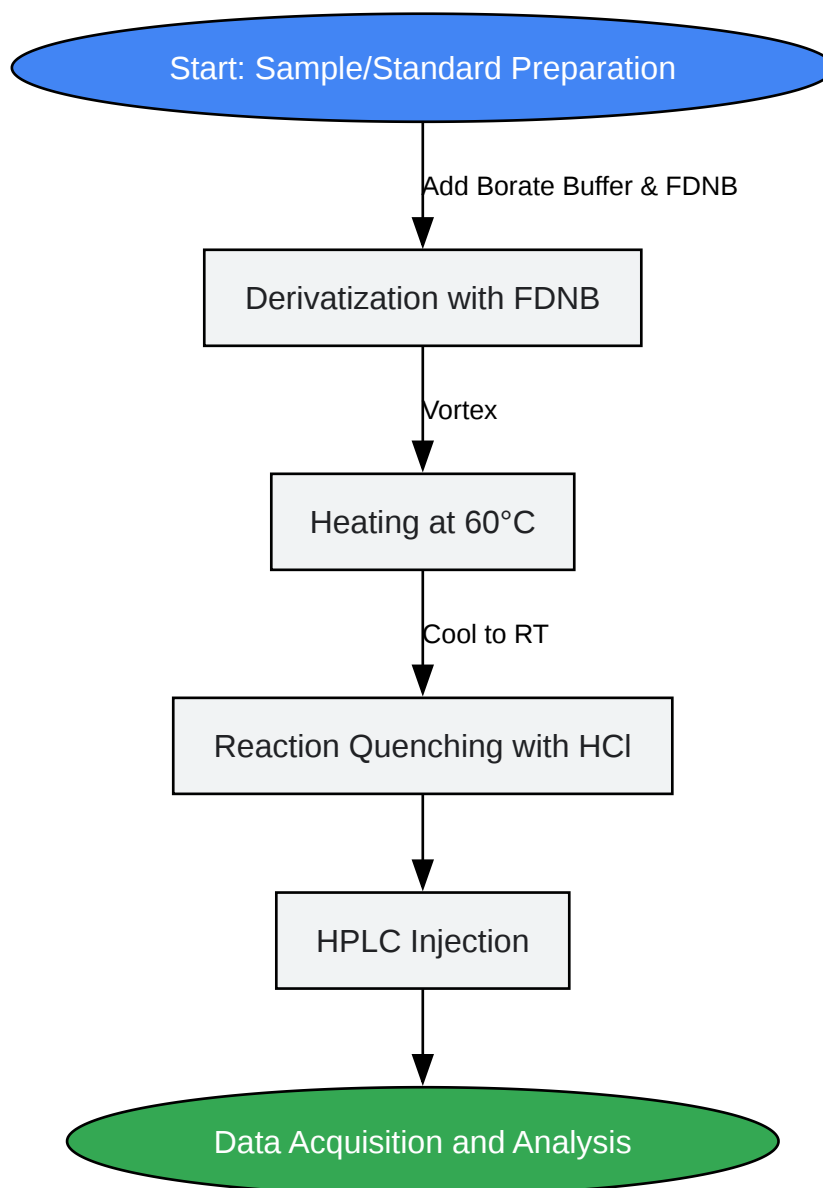 Start: Sample/Standard Preparation
Add Borate Buffer & FDNB
Derivatization with FDNB
Vortex
Heating at 60°C
Cool to RT
Reaction Quenching with HCl
HPLC Injection
Data Acquisition and Analysis